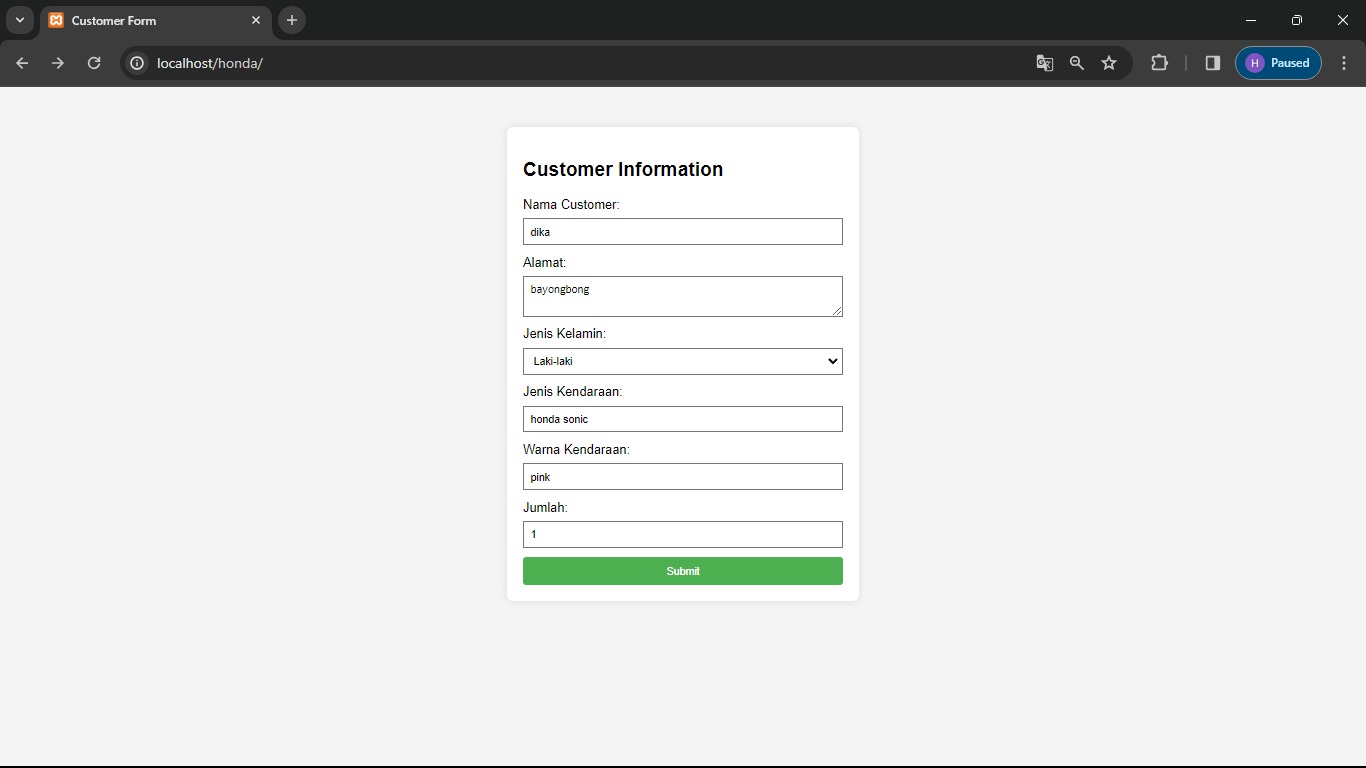 Customer Form
localhost/honda/
H Paused
Customer Information
Nama Customer:
dika
Alamat:
bayongbong
Jenis Kelamin:
Laki-laki
Jenis Kendaraan:
honda sonic
Warna Kendaraan:
pink
Jumlah:
1
Submit